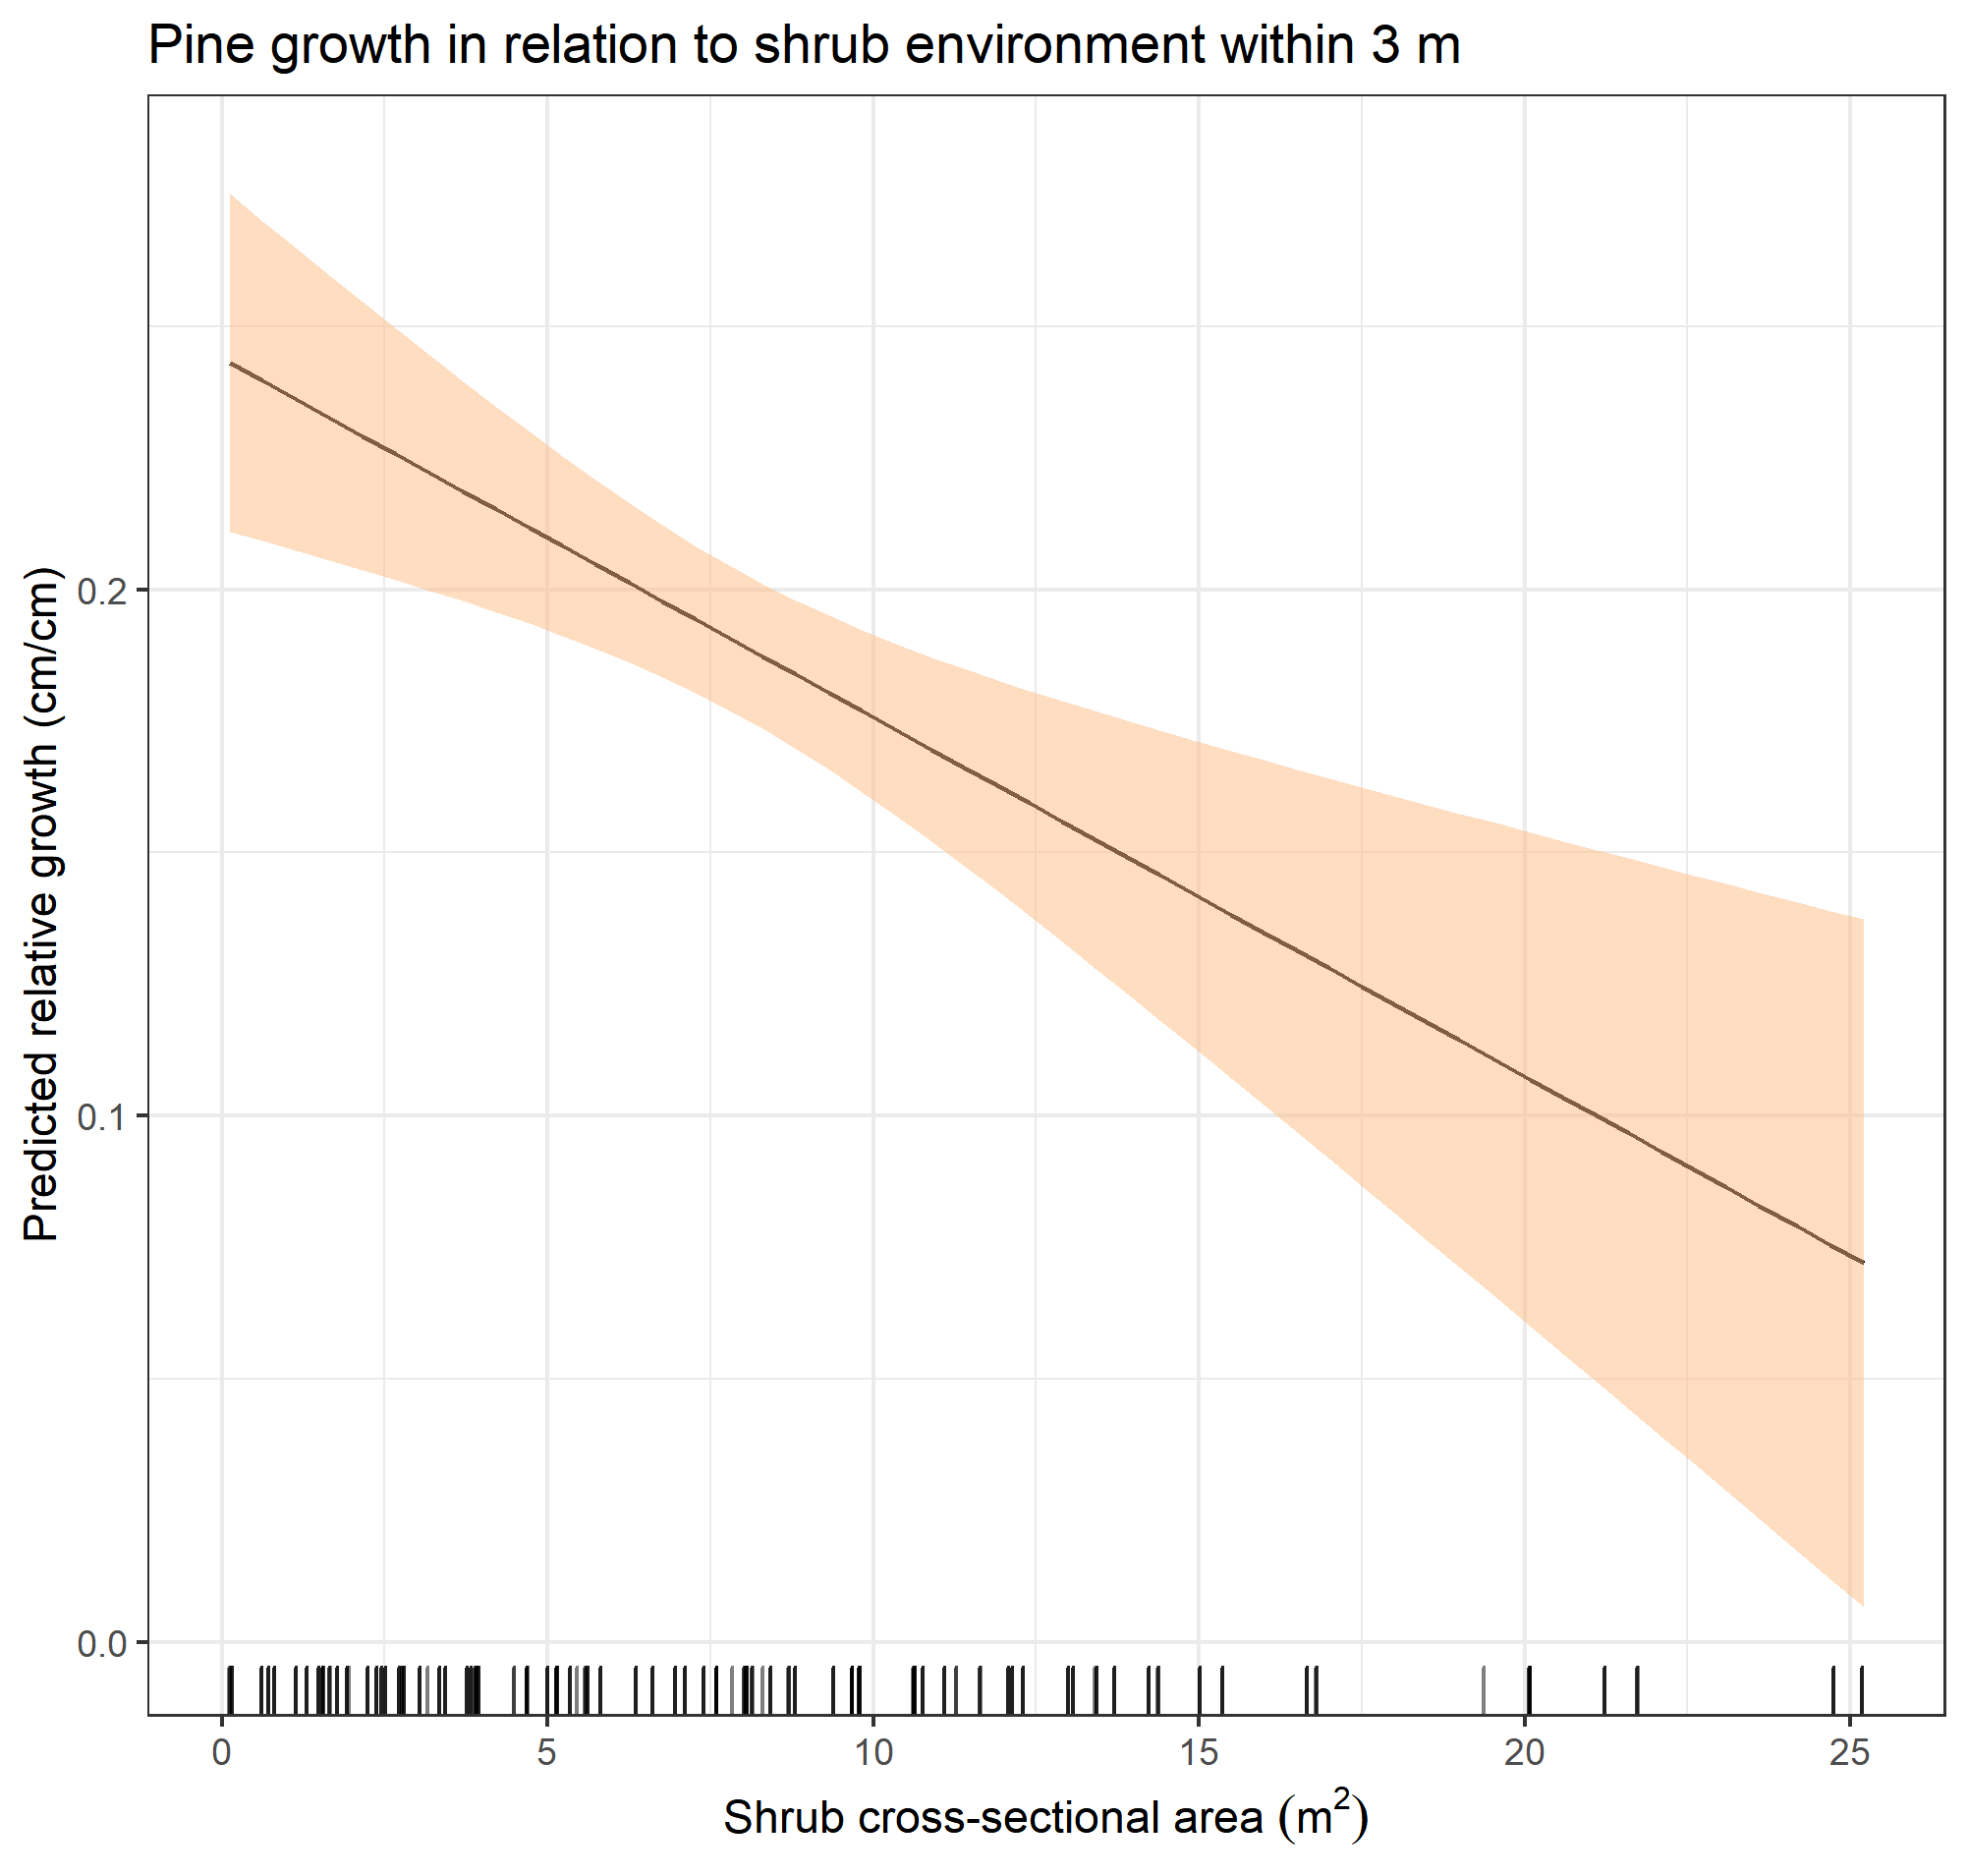 Pine growth in relation to shrub environment within 3 m
Predicted relative growth (cm/cm)
0.2
0.1
0.0
0 5 10 15 20 25
Shrub cross-sectional area (m²)